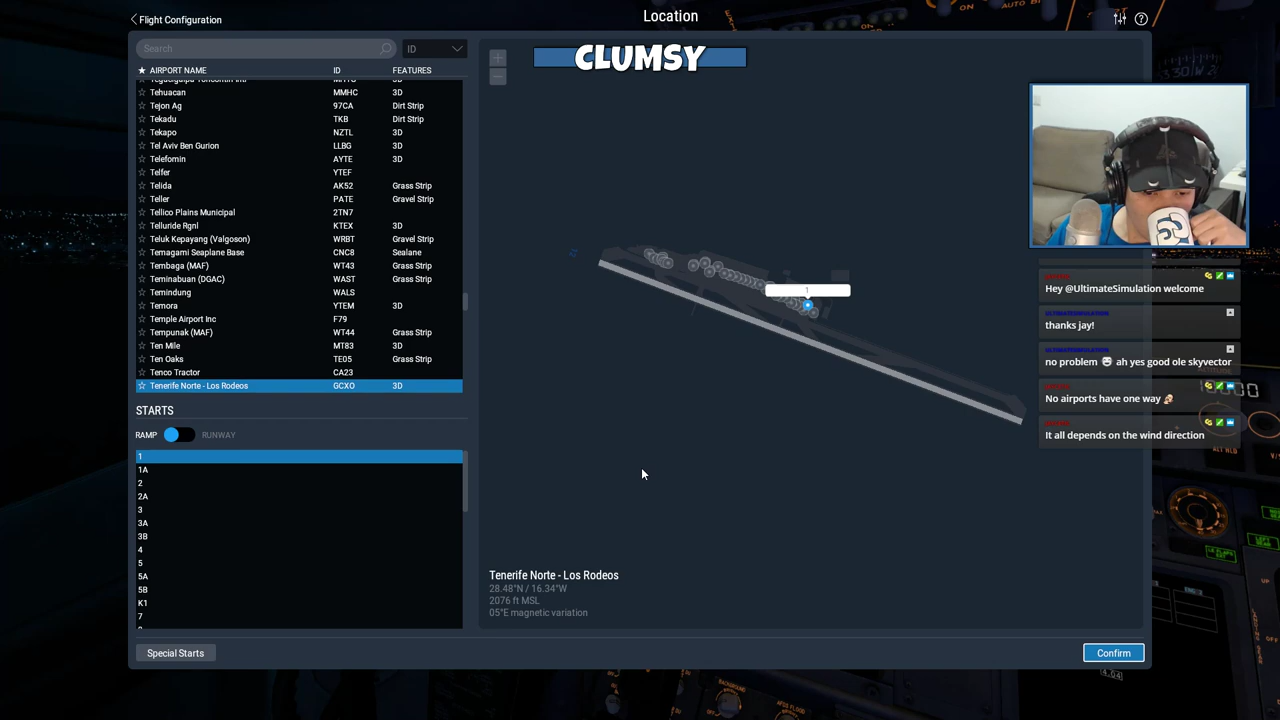 Flight Configuration
Location
CLUMSY
Search
ID
★ AIRPORT NAME ID FEATURES
Tehuacan MMHC 3D
Tejon Ag 97CA Dirt Strip
Tekadu TKB Dirt Strip
Tekapo NZTL 3D
Tel Aviv Ben Gurion LLBG 3D
Telefomin AYTE 3D
Telfer YTEF
Telida AK52 Grass Strip
Teller PATE Gravel Strip
Tellico Plains Municipal 2TN7
Telluride Rgnl KTEX 3D
Teluk Kepayang (Valgoson) WRBT Gravel Strip
Temagami Seaplane Base CNC8 Sealane
Tembaga (MAF) WT43 Grass Strip
Teminabuan (DGAC) WAST Grass Strip
Temindung WALS
Temora YTEM 3D
Temple Airport Inc F79
Tempunak (MAF) WT44 Grass Strip
Ten Mile MT83 3D
Ten Oaks TE05 Grass Strip
Tenco Tractor CA23
Tenerife Norte - Los Rodeos GCXO 3D
STARTS
RAMP RUNWAY
1
1A
2
2A
3
3A
3B
4
5
5A
5B
K1
7
1
Tenerife Norte - Los Rodeos
28.48°N / 16.34°W
2076 ft MSL
05°E magnetic variation
Special Starts
Confirm
Hey @UltimateSimulation welcome
ULTIMATESIMULATION
thanks jay!
ULTIMATESIMULATION
no problem 😅 ah yes good ole skyvector
No airports have one way
It all depends on the wind direction